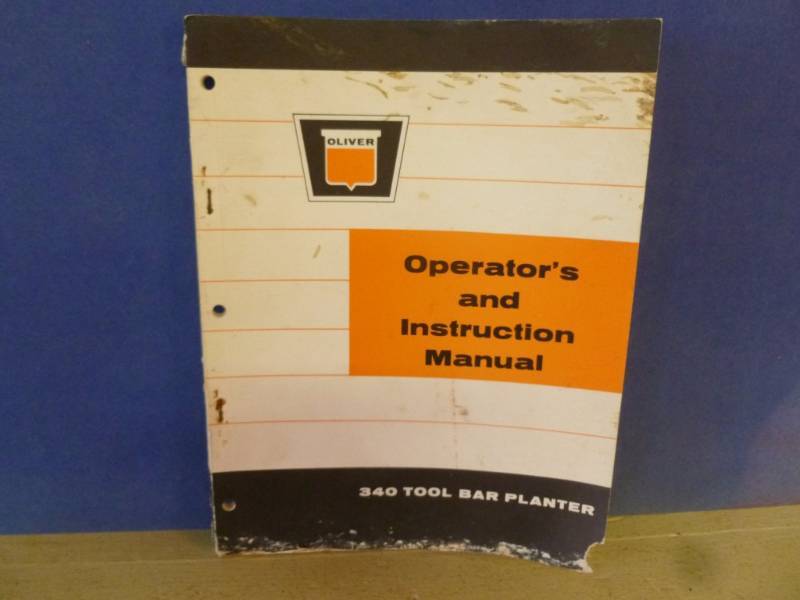 OLIVER
Operator's
and
Instruction
Manual
340 TOOL BAR PLANTER